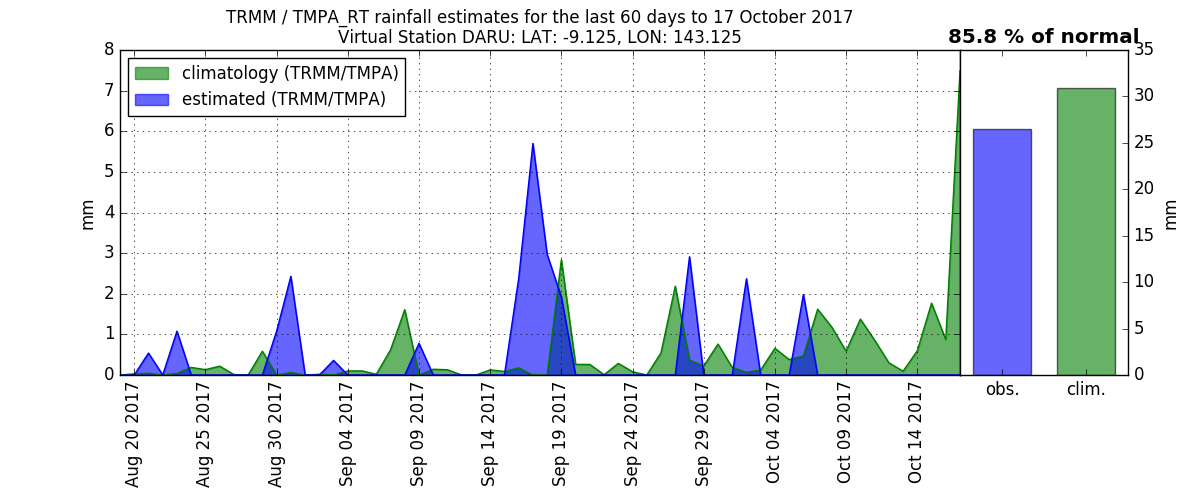 TRMM / TMPA_RT rainfall estimates for the last 60 days to 17 October 2017
Virtual Station DARU: LAT: -9.125, LON: 143.125
85.8 % of normal
climatology (TRMM/TMPA)
estimated (TRMM/TMPA)
mm
8
7
6
5
4
3
2
1
0
Aug 20 2017
Aug 25 2017
Aug 30 2017
Sep 04 2017
Sep 09 2017
Sep 14 2017
Sep 19 2017
Sep 24 2017
Sep 29 2017
Oct 04 2017
Oct 09 2017
Oct 14 2017
obs.
clim.
35
30
25
20
15
10
5
0
mm